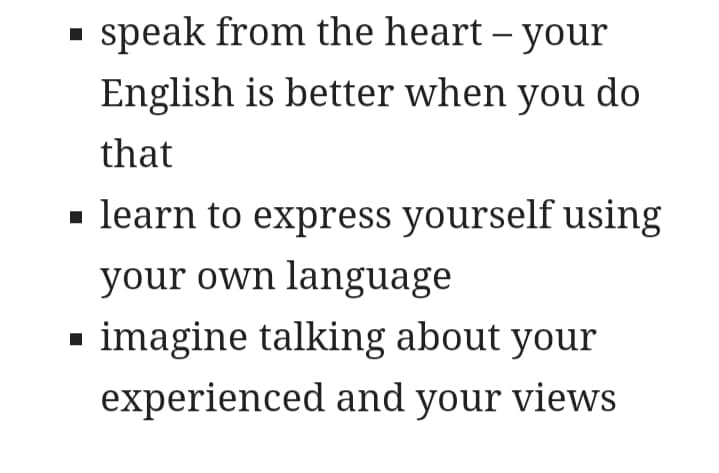 ▪ speak from the heart – your
English is better when you do
that
▪ learn to express yourself using
your own language
▪ imagine talking about your
experienced and your views